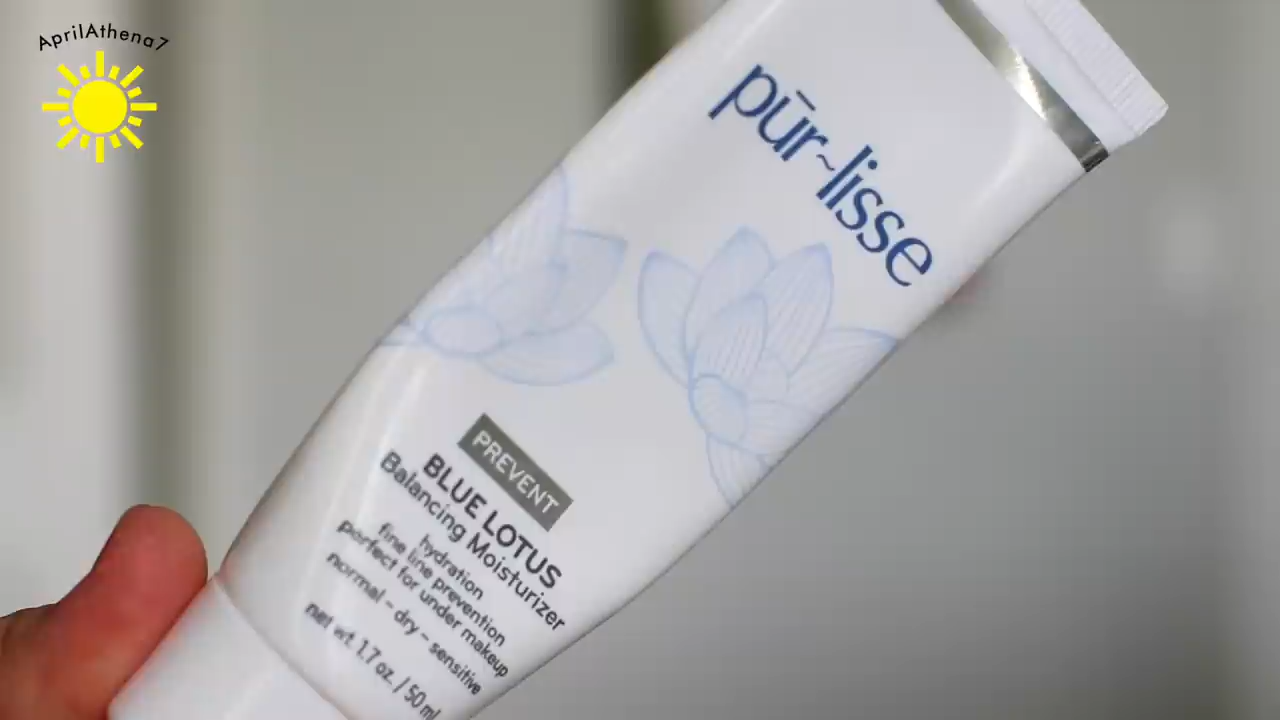 AprilAthena7
pūr~lisse
PREVENT
BLUE LOTUS
Balancing Moisturizer
hydration
fine line prevention
perfect for under makeup
normal - dry - sensitive
net wt. 1.7 oz. / 50 ml